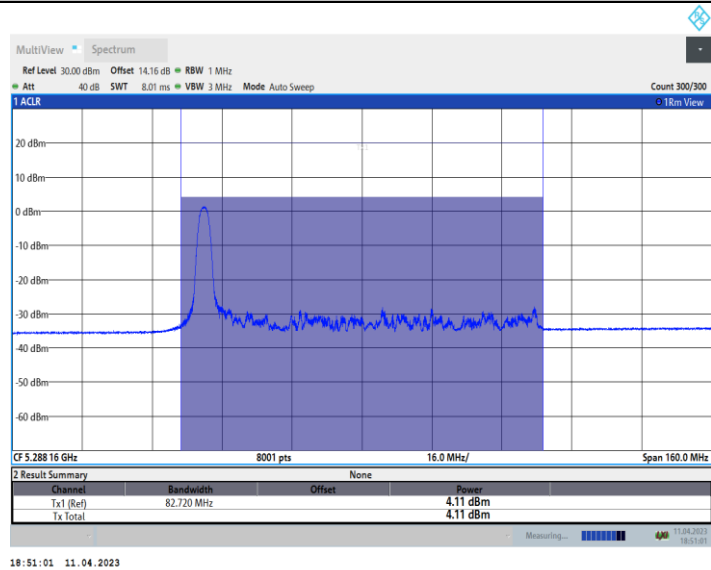 MultiView Spectrum
Ref Level 30.00 dBm Offset 14.16 dB RBW 1 MHz
Att 40 dB SWT 8.01 ms VBW 3 MHz Mode Auto Sweep Count 300/300
1 ACLR 1Rm View
20 dBm
10 dBm
0 dBm
-10 dBm
-20 dBm
-30 dBm
-40 dBm
-50 dBm
-60 dBm
CF 5.288 16 GHz 8001 pts 16.0 MHz/ Span 160.0 MHz
2 Result Summary None
Channel Bandwidth Offset Power
Tx1 (Ref) 82.720 MHz 4.11 dBm
Tx Total 4.11 dBm
Measuring... 11.04.2023
18:51:01
18:51:01 11.04.2023